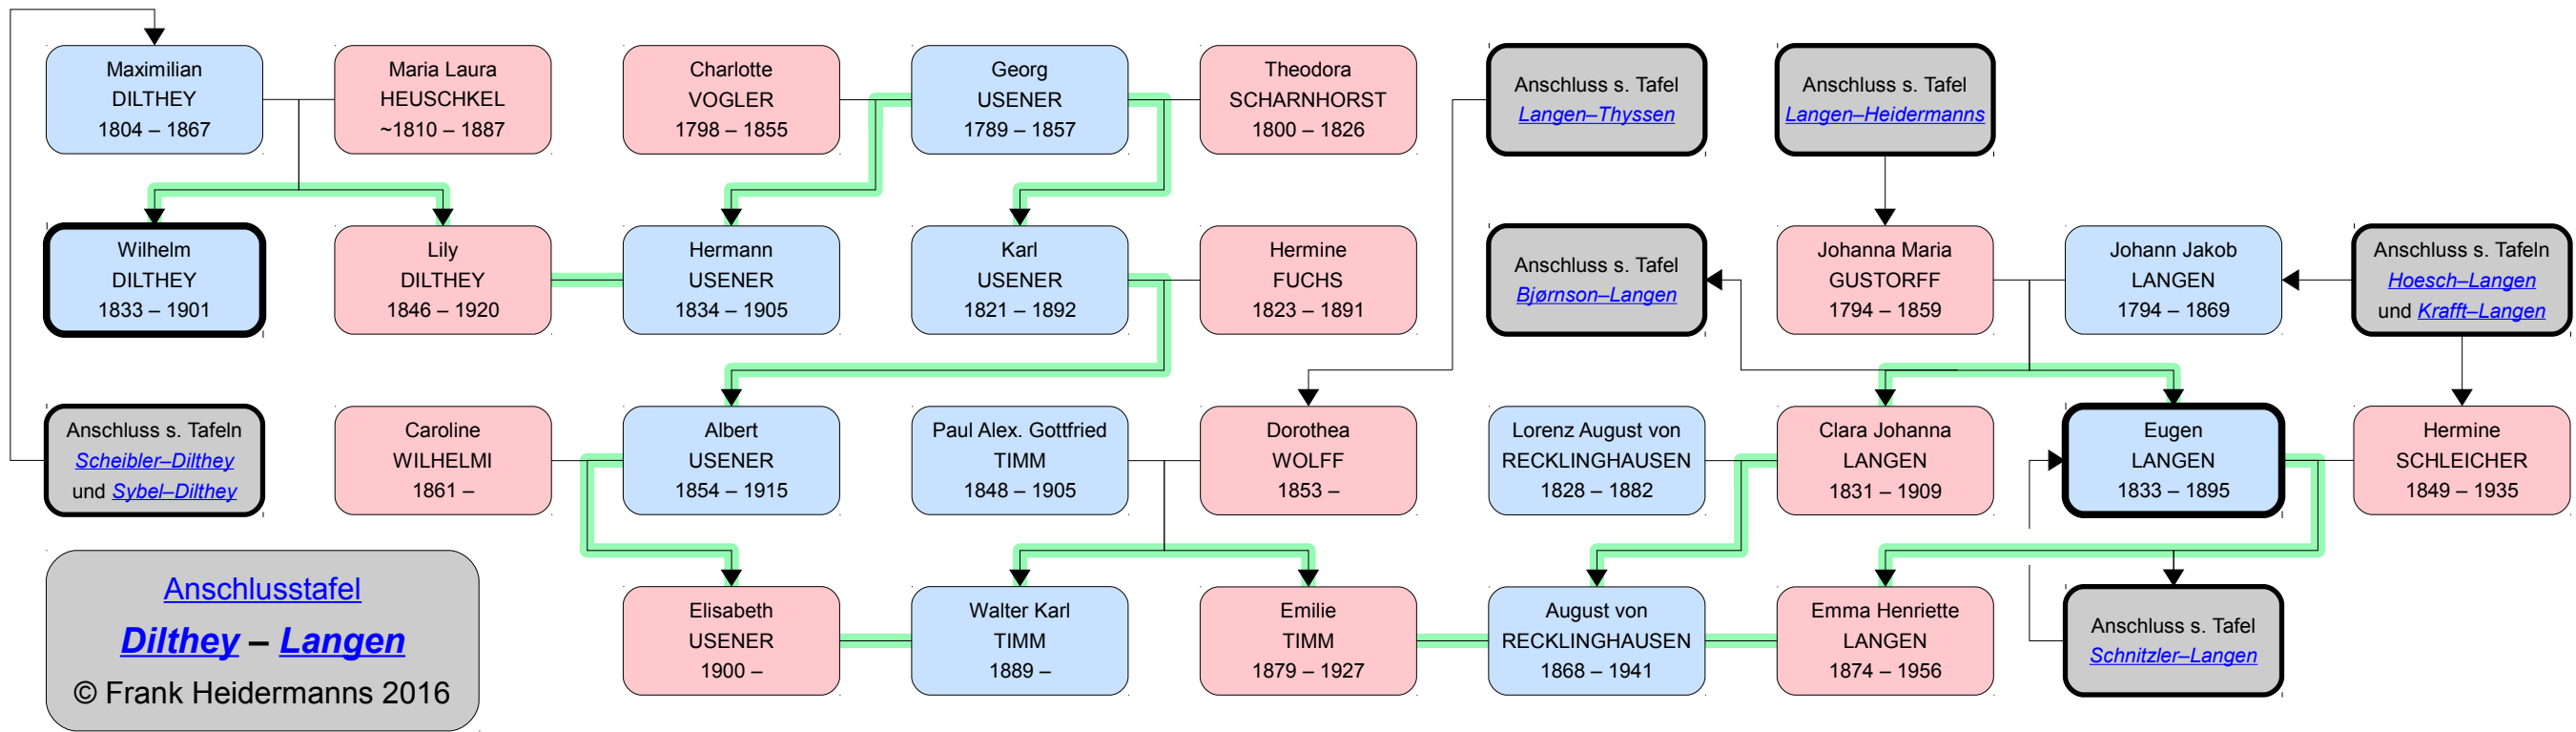 Maximilian
DILTHEY
1804 – 1867
Maria Laura
HEUSCHKEL
~1810 – 1887
Charlotte
VOGLER
1798 – 1855
Georg
USENER
1789 – 1857
Theodora
SCHARNHORST
1800 – 1826
Anschluss s. Tafel
Langen–Thyssen
Anschluss s. Tafel
Langen–Heidermanns
Wilhelm
DILTHEY
1833 – 1901
Lily
DILTHEY
1846 – 1920
Hermann
USENER
1834 – 1905
Karl
USENER
1821 – 1892
Hermine
FUCHS
1823 – 1891
Anschluss s. Tafel
Bjørnson–Langen
Johanna Maria
GUSTORFF
1794 – 1859
Johann Jakob
LANGEN
1794 – 1869
Anschluss s. Tafeln
Hoesch–Langen
und Krafft–Langen
Anschluss s. Tafeln
Scheibler–Dilthey
und Sybel–Dilthey
Caroline
WILHELMI
1861 –
Albert
USENER
1854 – 1915
Paul Alex. Gottfried
TIMM
1848 – 1905
Dorothea
WOLFF
1853 –
Lorenz August von
RECKLINGHAUSEN
1828 – 1882
Clara Johanna
LANGEN
1831 – 1909
Eugen
LANGEN
1833 – 1895
Hermine
SCHLEICHER
1849 – 1935
Anschlusstafel
Dilthey – Langen
© Frank Heidermanns 2016
Elisabeth
USENER
1900 –
Walter Karl
TIMM
1889 –
Emilie
TIMM
1879 – 1927
August von
RECKLINGHAUSEN
1868 – 1941
Emma Henriette
LANGEN
1874 – 1956
Anschluss s. Tafel
Schnitzler–Langen